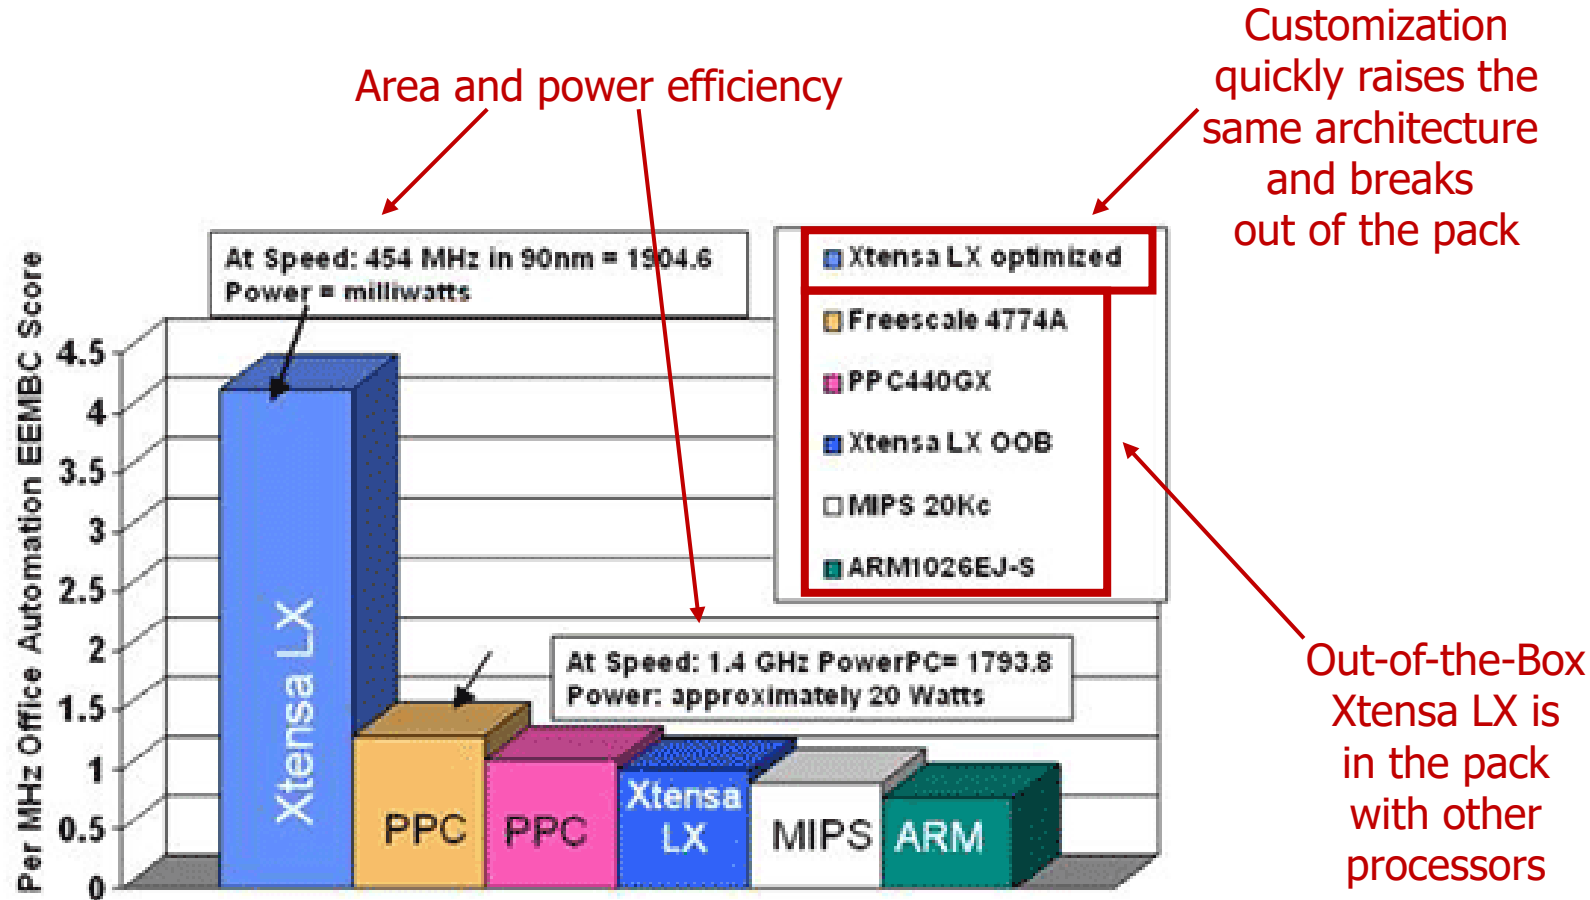 Customization
quickly raises the
same architecture
and breaks
out of the pack
Area and power efficiency
At Speed: 454 MHz in 90nm = 1904.6
Power = milliwatts
Xtensa LX optimized
Freescale 4774A
PPC440GX
Xtensa LX OOB
MIPS 20Kc
ARM1026EJ-S
Per MHz Office Automation EEMBC Score
4.5
4
3.5
3
2.5
2
1.5
1
0.5
0
At Speed: 1.4 GHz PowerPC= 1793.8
Power: approximately 20 Watts
Xtensa LX
PPC
PPC
Xtensa
LX
MIPS
ARM
Out-of-the-Box
Xtensa LX is
in the pack
with other
processors